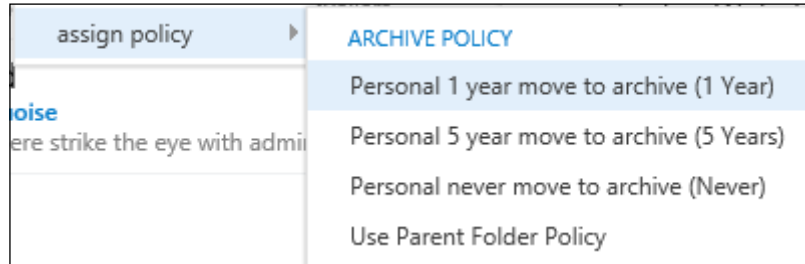 assign policy
ARCHIVE POLICY
Personal 1 year move to archive (1 Year)
oise
ere strike the eye with admi
Personal 5 year move to archive (5 Years)
Personal never move to archive (Never)
Use Parent Folder Policy